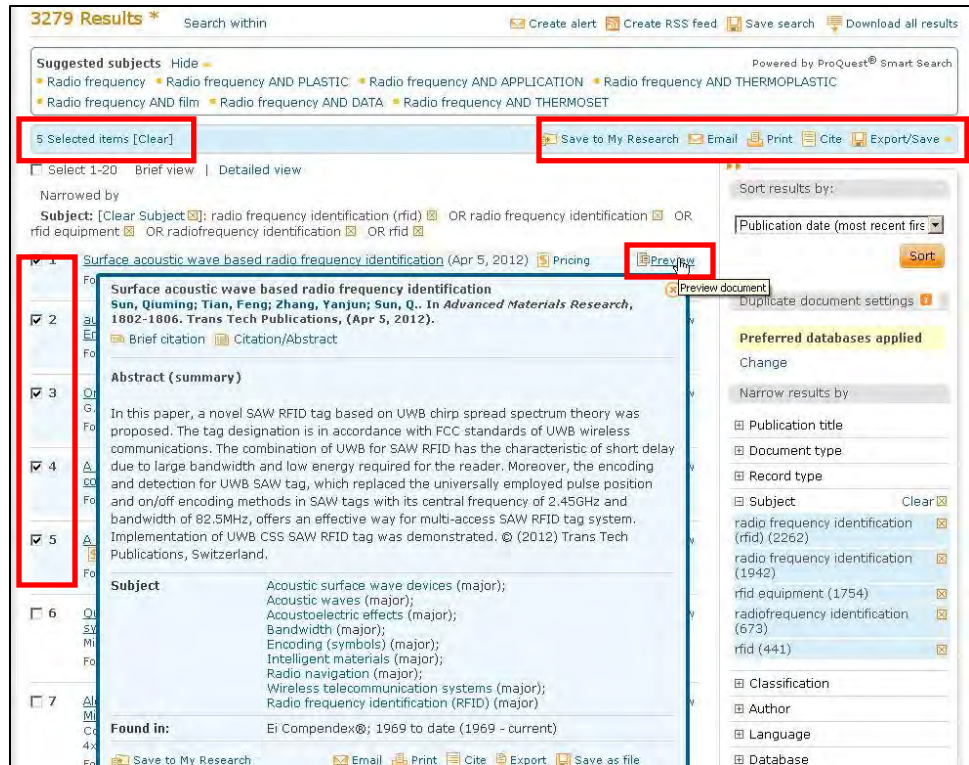 3279 Results * Search within Create alert Create RSS feed Save search Download all results
Suggested subjects Hide Powered by ProQuest® Smart Search
Radio frequency Radio frequency AND PLASTIC Radio frequency AND APPLICATION Radio frequency AND THERMOPLASTIC
Radio frequency AND film Radio frequency AND DATA Radio frequency AND THERMOSET
5 Selected items [Clear] Save to My Research Email Print Cite Export/Save
Select 1-20 Brief view | Detailed view
Narrowed by
Subject: [Clear Subject]: radio frequency identification (rfid) OR radio frequency identification OR
rfid equipment OR radiofrequency identification OR rfid
1 Surface acoustic wave based radio frequency identification (Apr 5, 2012) Pricing Preview
Preview document
Surface acoustic wave based radio frequency identification
Sun, Qiuming; Tian, Feng; Zhang, Yanjun; Sun, Q.. In Advanced Materials Research,
1802-1806. Trans Tech Publications, (Apr 5, 2012).
Brief citation Citation/Abstract
Abstract (summary)
In this paper, a novel SAW RFID tag based on UWB chirp spread spectrum theory was
proposed. The tag designation is in accordance with FCC standards of UWB wireless
communications. The combination of UWB for SAW RFID has the characteristic of short delay
due to large bandwidth and low energy required for the reader. Moreover, the encoding
and detection for UWB SAW tag, which replaced the universally employed pulse position
and on/off encoding methods in SAW tags with its central frequency of 2.45GHz and
bandwidth of 82.5MHz, offers an effective way for multi-access SAW RFID tag system.
Implementation of UWB CSS SAW RFID tag was demonstrated. © (2012) Trans Tech
Publications, Switzerland.
Subject Acoustic surface wave devices (major);
Acoustic waves (major);
Acoustoelectric effects (major);
Bandwidth (major);
Encoding (symbols) (major);
Intelligent materials (major);
Radio navigation (major);
Wireless telecommunication systems (major);
Radio frequency identification (RFID) (major)
Found in: Ei Compendex®; 1969 to date (1969 - current)
Save to My Research Email Print Cite Export Save as file
2
3
G.
4
A
5
A
6
7
Sort results by:
Publication date (most recent firs
Sort
Duplicate document settings
Preferred databases applied
Change
Narrow results by
Publication title
Document type
Record type
Subject Clear
radio frequency identification
(rfid) (2262)
radio frequency identification
(1942)
rfid equipment (1754)
radiofrequency identification
(673)
rfid (441)
Classification
Author
Language
Database